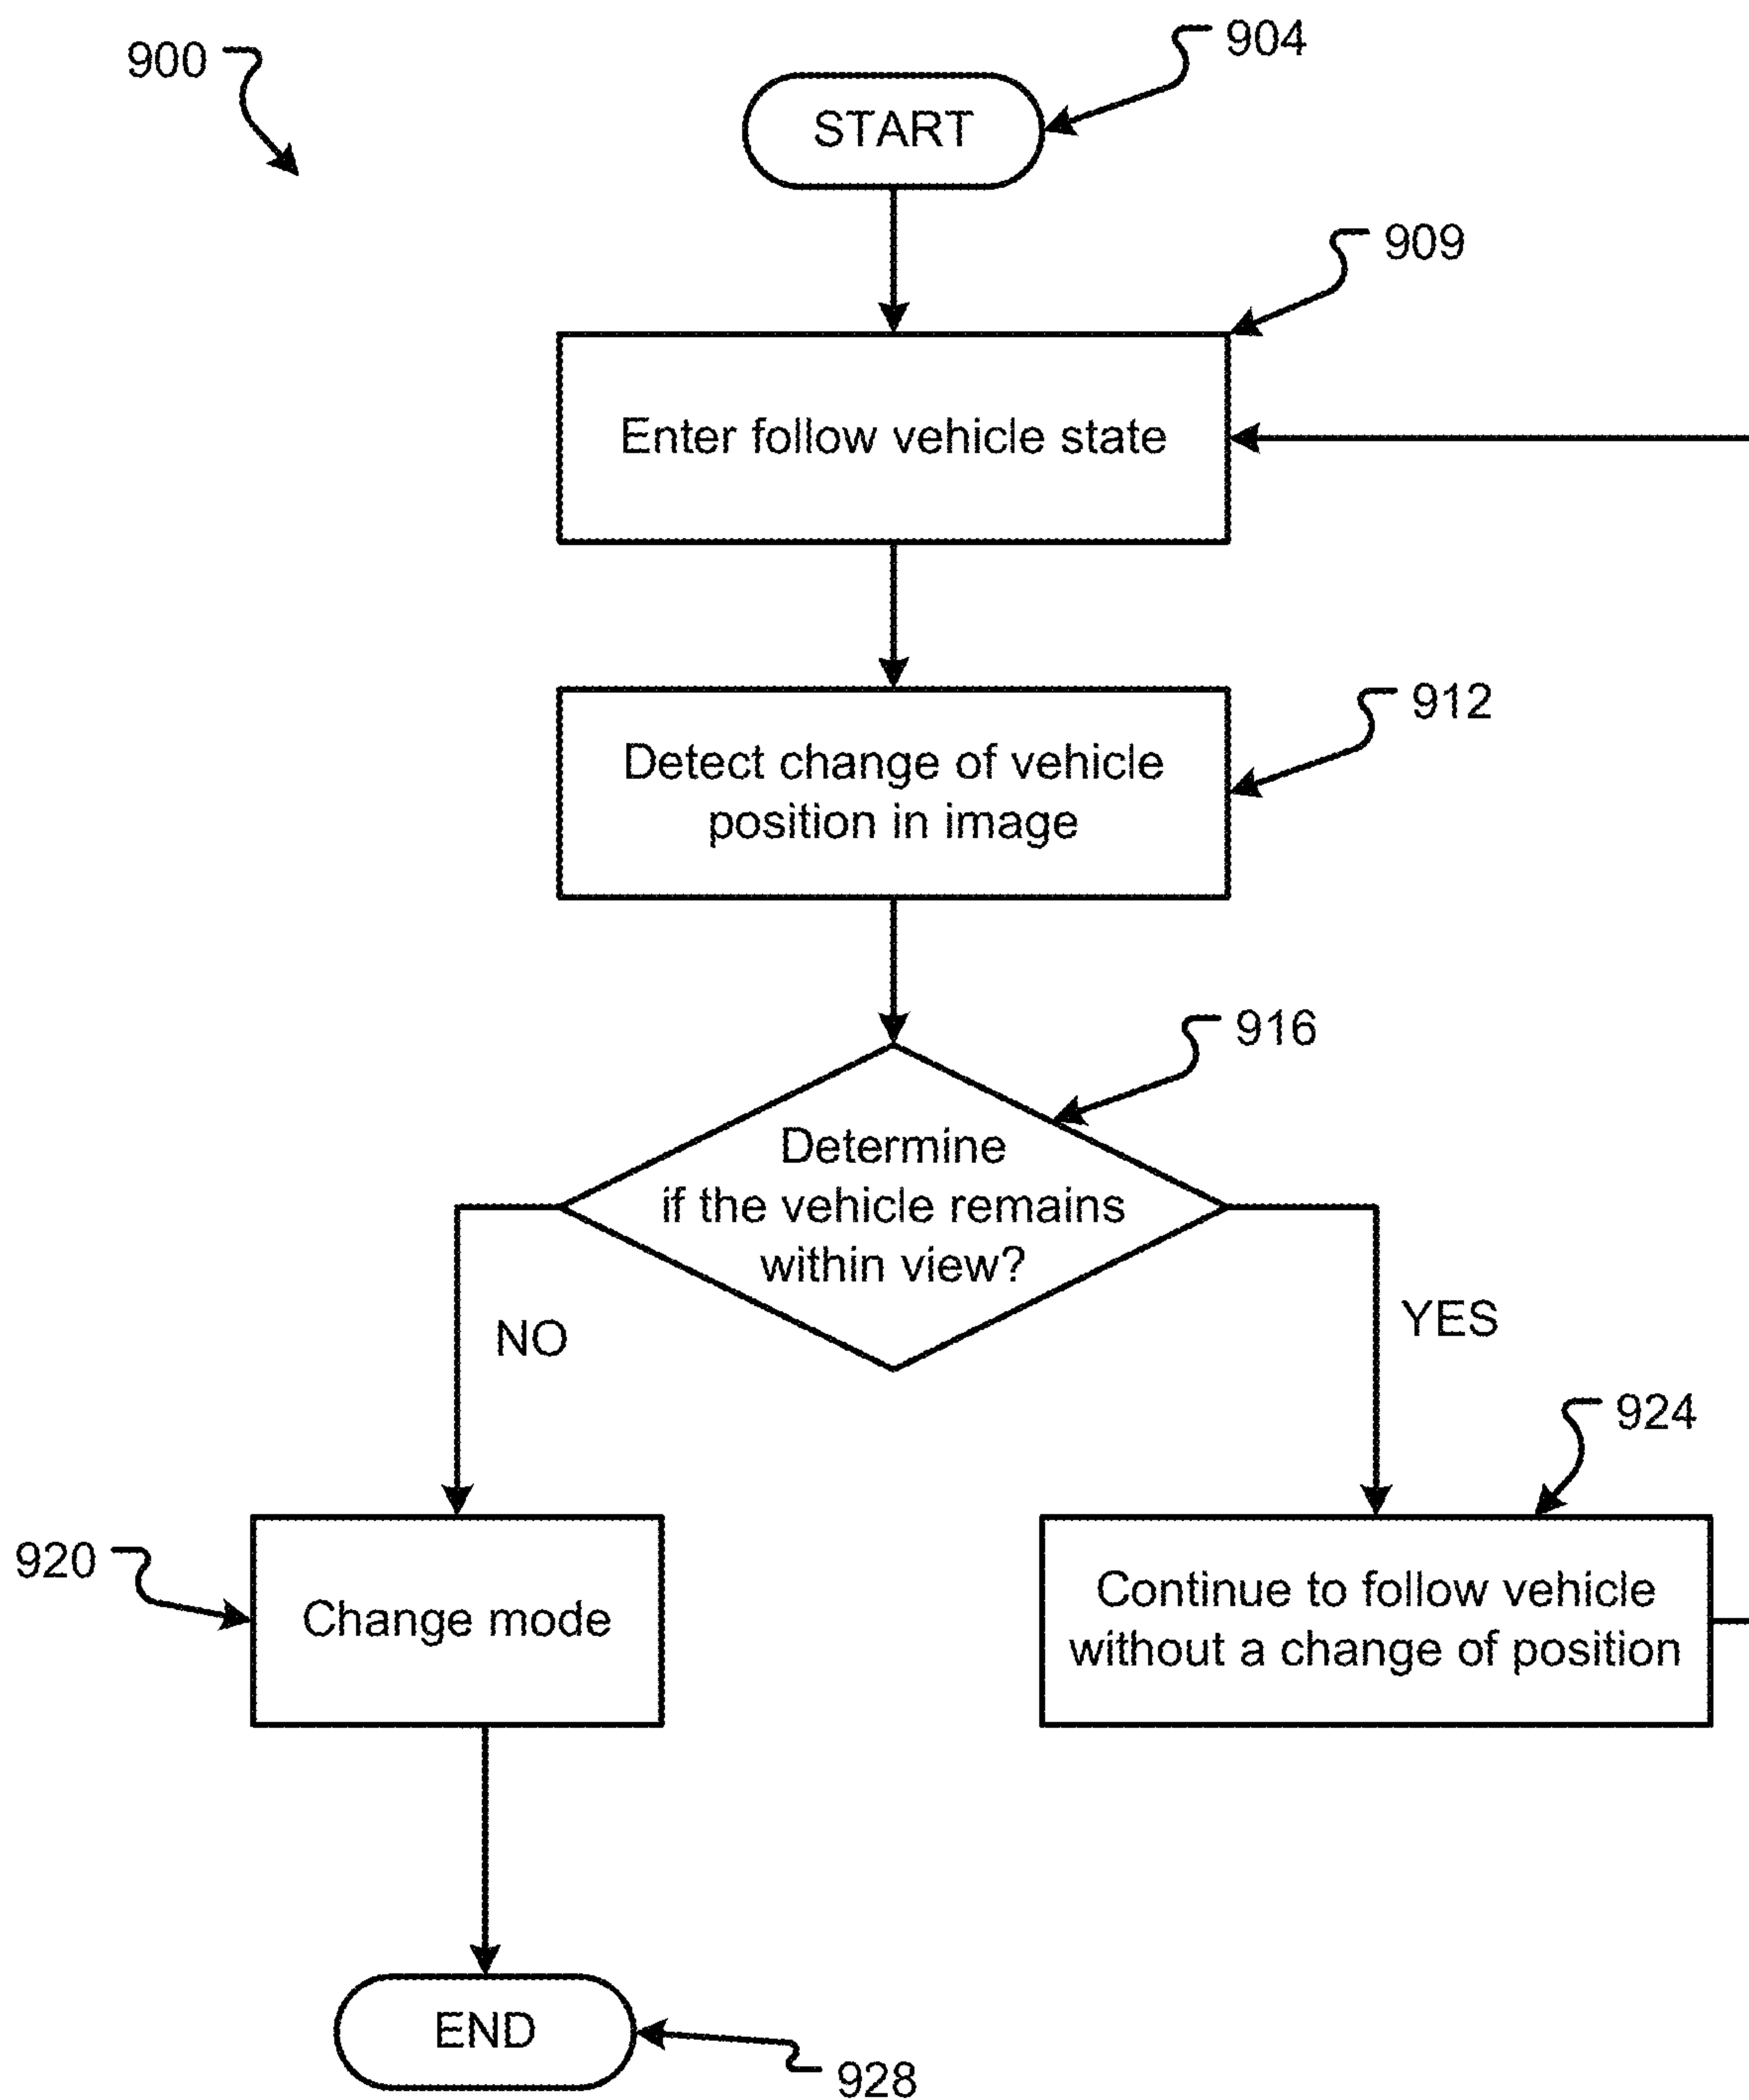 900
904
START
909
Enter follow vehicle state
912
Detect change of vehicle
position in image
916
Determine
if the vehicle remains
within view?
NO
YES
924
920
Change mode
Continue to follow vehicle
without a change of position
END
928